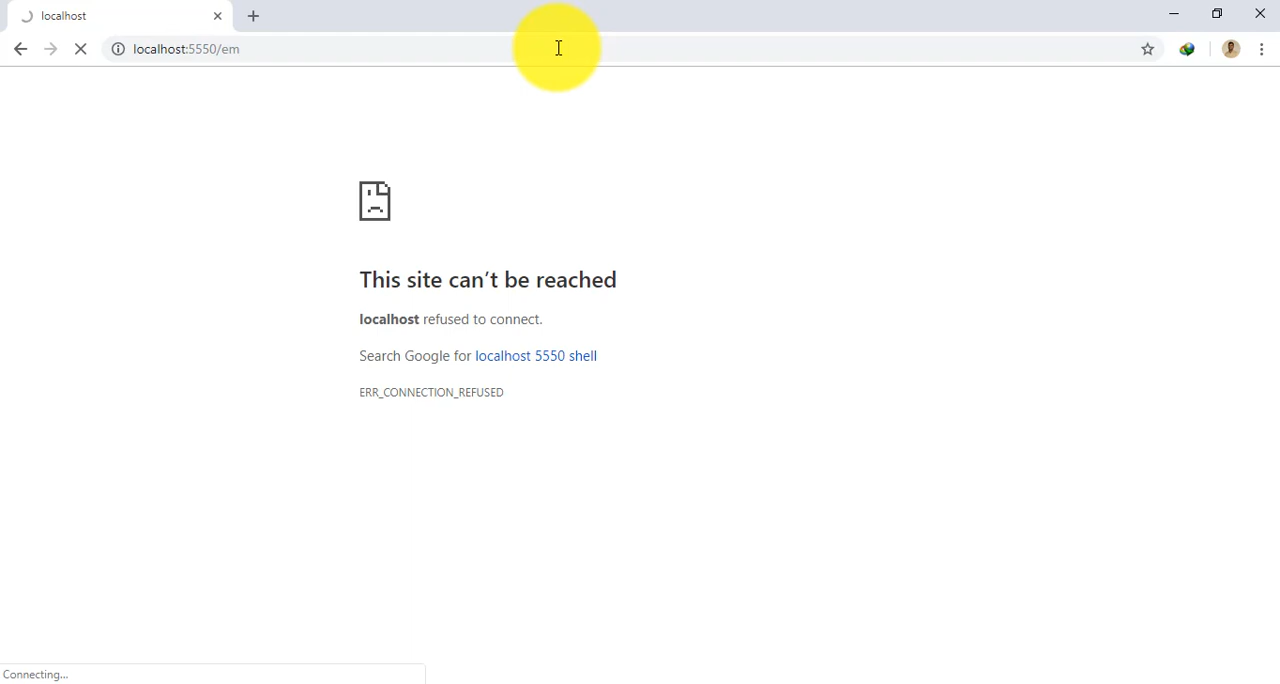 localhost
localhost:5550/em
This site can't be reached
localhost refused to connect.
Search Google for localhost 5550 shell
ERR_CONNECTION_REFUSED
Connecting...